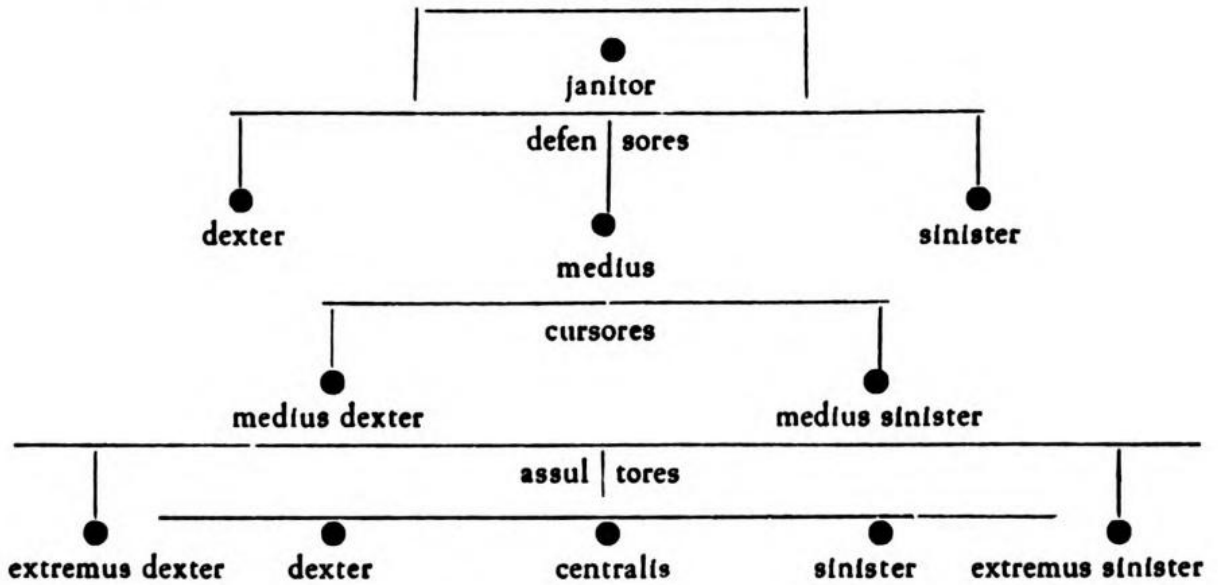 janitor
defen sores
dexter
sinister
medius
cursores
medius dexter medius sinister
assul tores
extremus dexter dexter centralis sinister extremus sinister